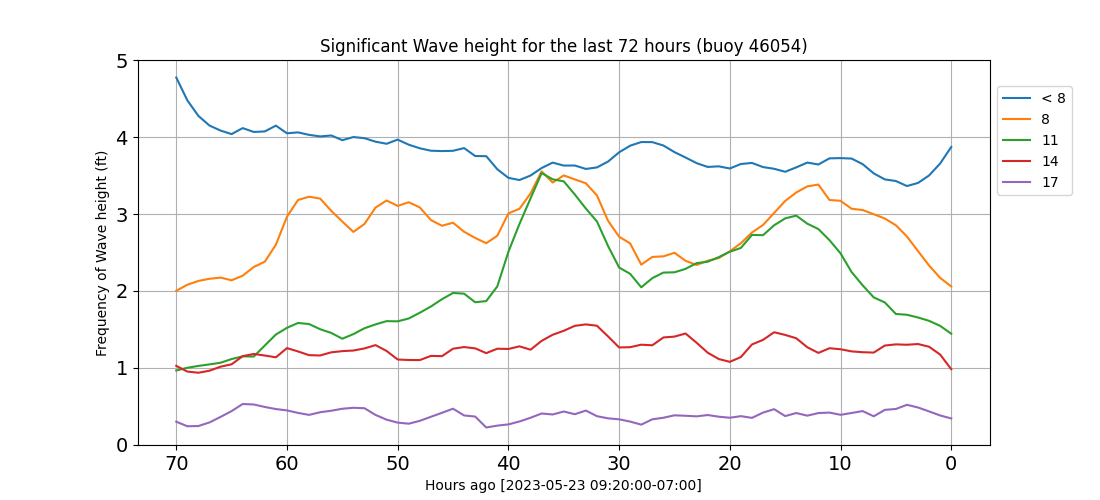 Significant Wave height for the last 72 hours (buoy 46054)
Frequency of Wave height (ft)
5
4
3
2
1
0
70 60 50 40 30 20 10 0
Hours ago [2023-05-23 09:20:00-07:00]
< 8
8
11
14
17